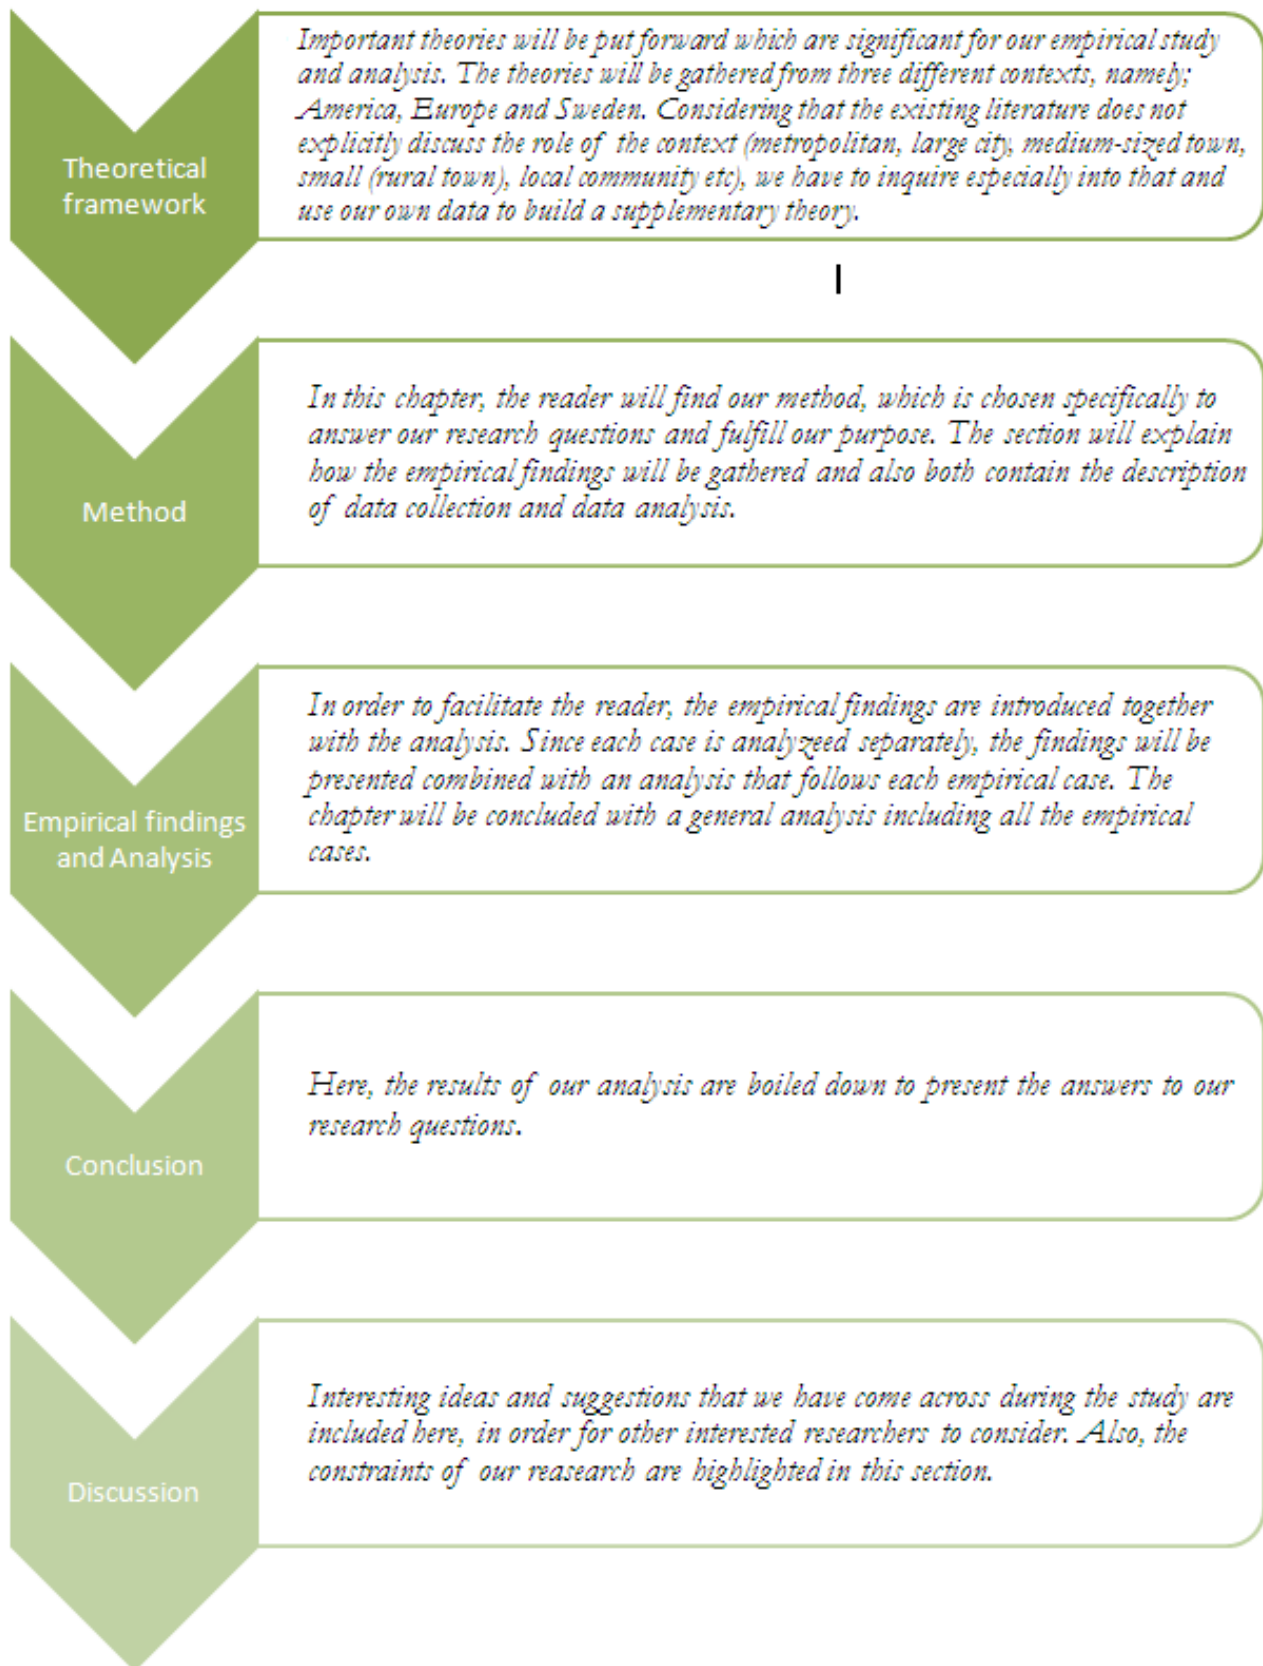 Theoretical
framework
Important theories will be put forward which are significant for our empirical study
and analysis. The theories will be gathered from three different contexts, namely;
America, Europe and Sweden. Considering that the existing literature does not
explicitly discuss the role of the context (metropolitan, large city, medium-sized town,
small (rural town), local community etc), we have to inquire especially into that and
use our own data to build a supplementary theory.
Method
In this chapter, the reader will find our method, which is chosen specifically to
answer our research questions and fulfill our purpose. The section will explain
how the empirical findings will be gathered and also both contain the description
of data collection and data analysis.
Empirical findings
and Analysis
In order to facilitate the reader, the empirical findings are introduced together
with the analysis. Since each case is analyzeed separately, the findings will be
presented combined with an analysis that follows each empirical case. The
chapter will be concluded with a general analysis including all the empirical
cases.
Conclusion
Here, the results of our analysis are boiled down to present the answers to our
research questions.
Discussion
Interesting ideas and suggestions that we have come across during the study are
included here, in order for other interested researchers to consider. Also, the
constraints of our reasearch are highlighted in this section.